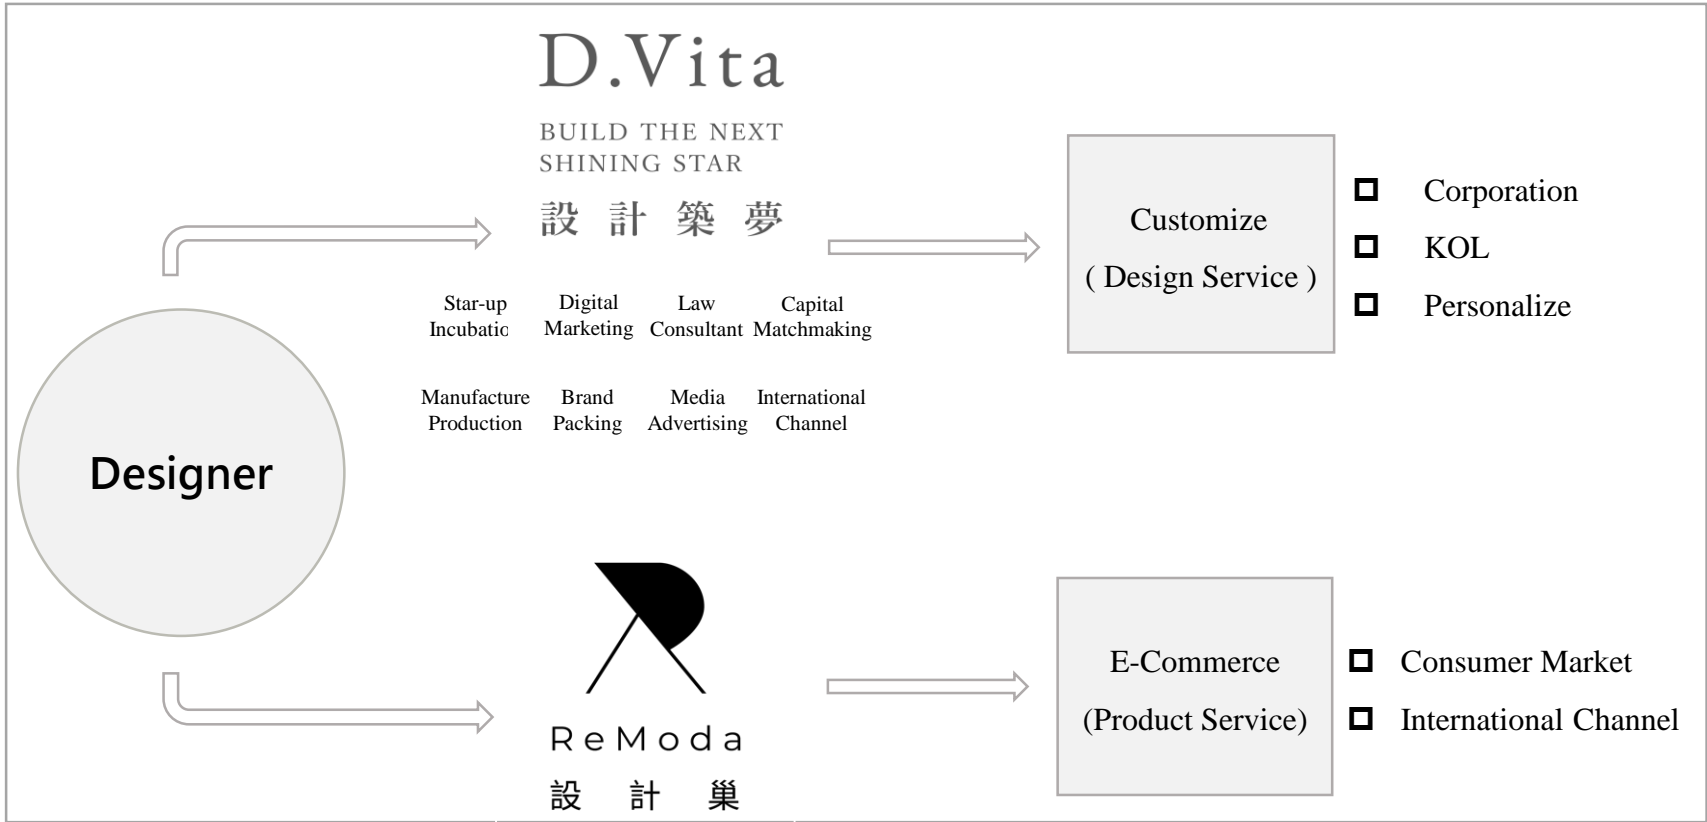 D.Vita
BUILD THE NEXT
SHINING STAR
設計築夢
Star-up
Incubatio
Digital
Marketing
Law
Consultant
Capital
Matchmaking
Manufacture
Production
Brand
Packing
Media
Advertising
International
Channel
Designer
Customize
( Design Service )
Corporation
KOL
Personalize
ReModa
設計巢
E-Commerce
(Product Service)
Consumer Market
International Channel